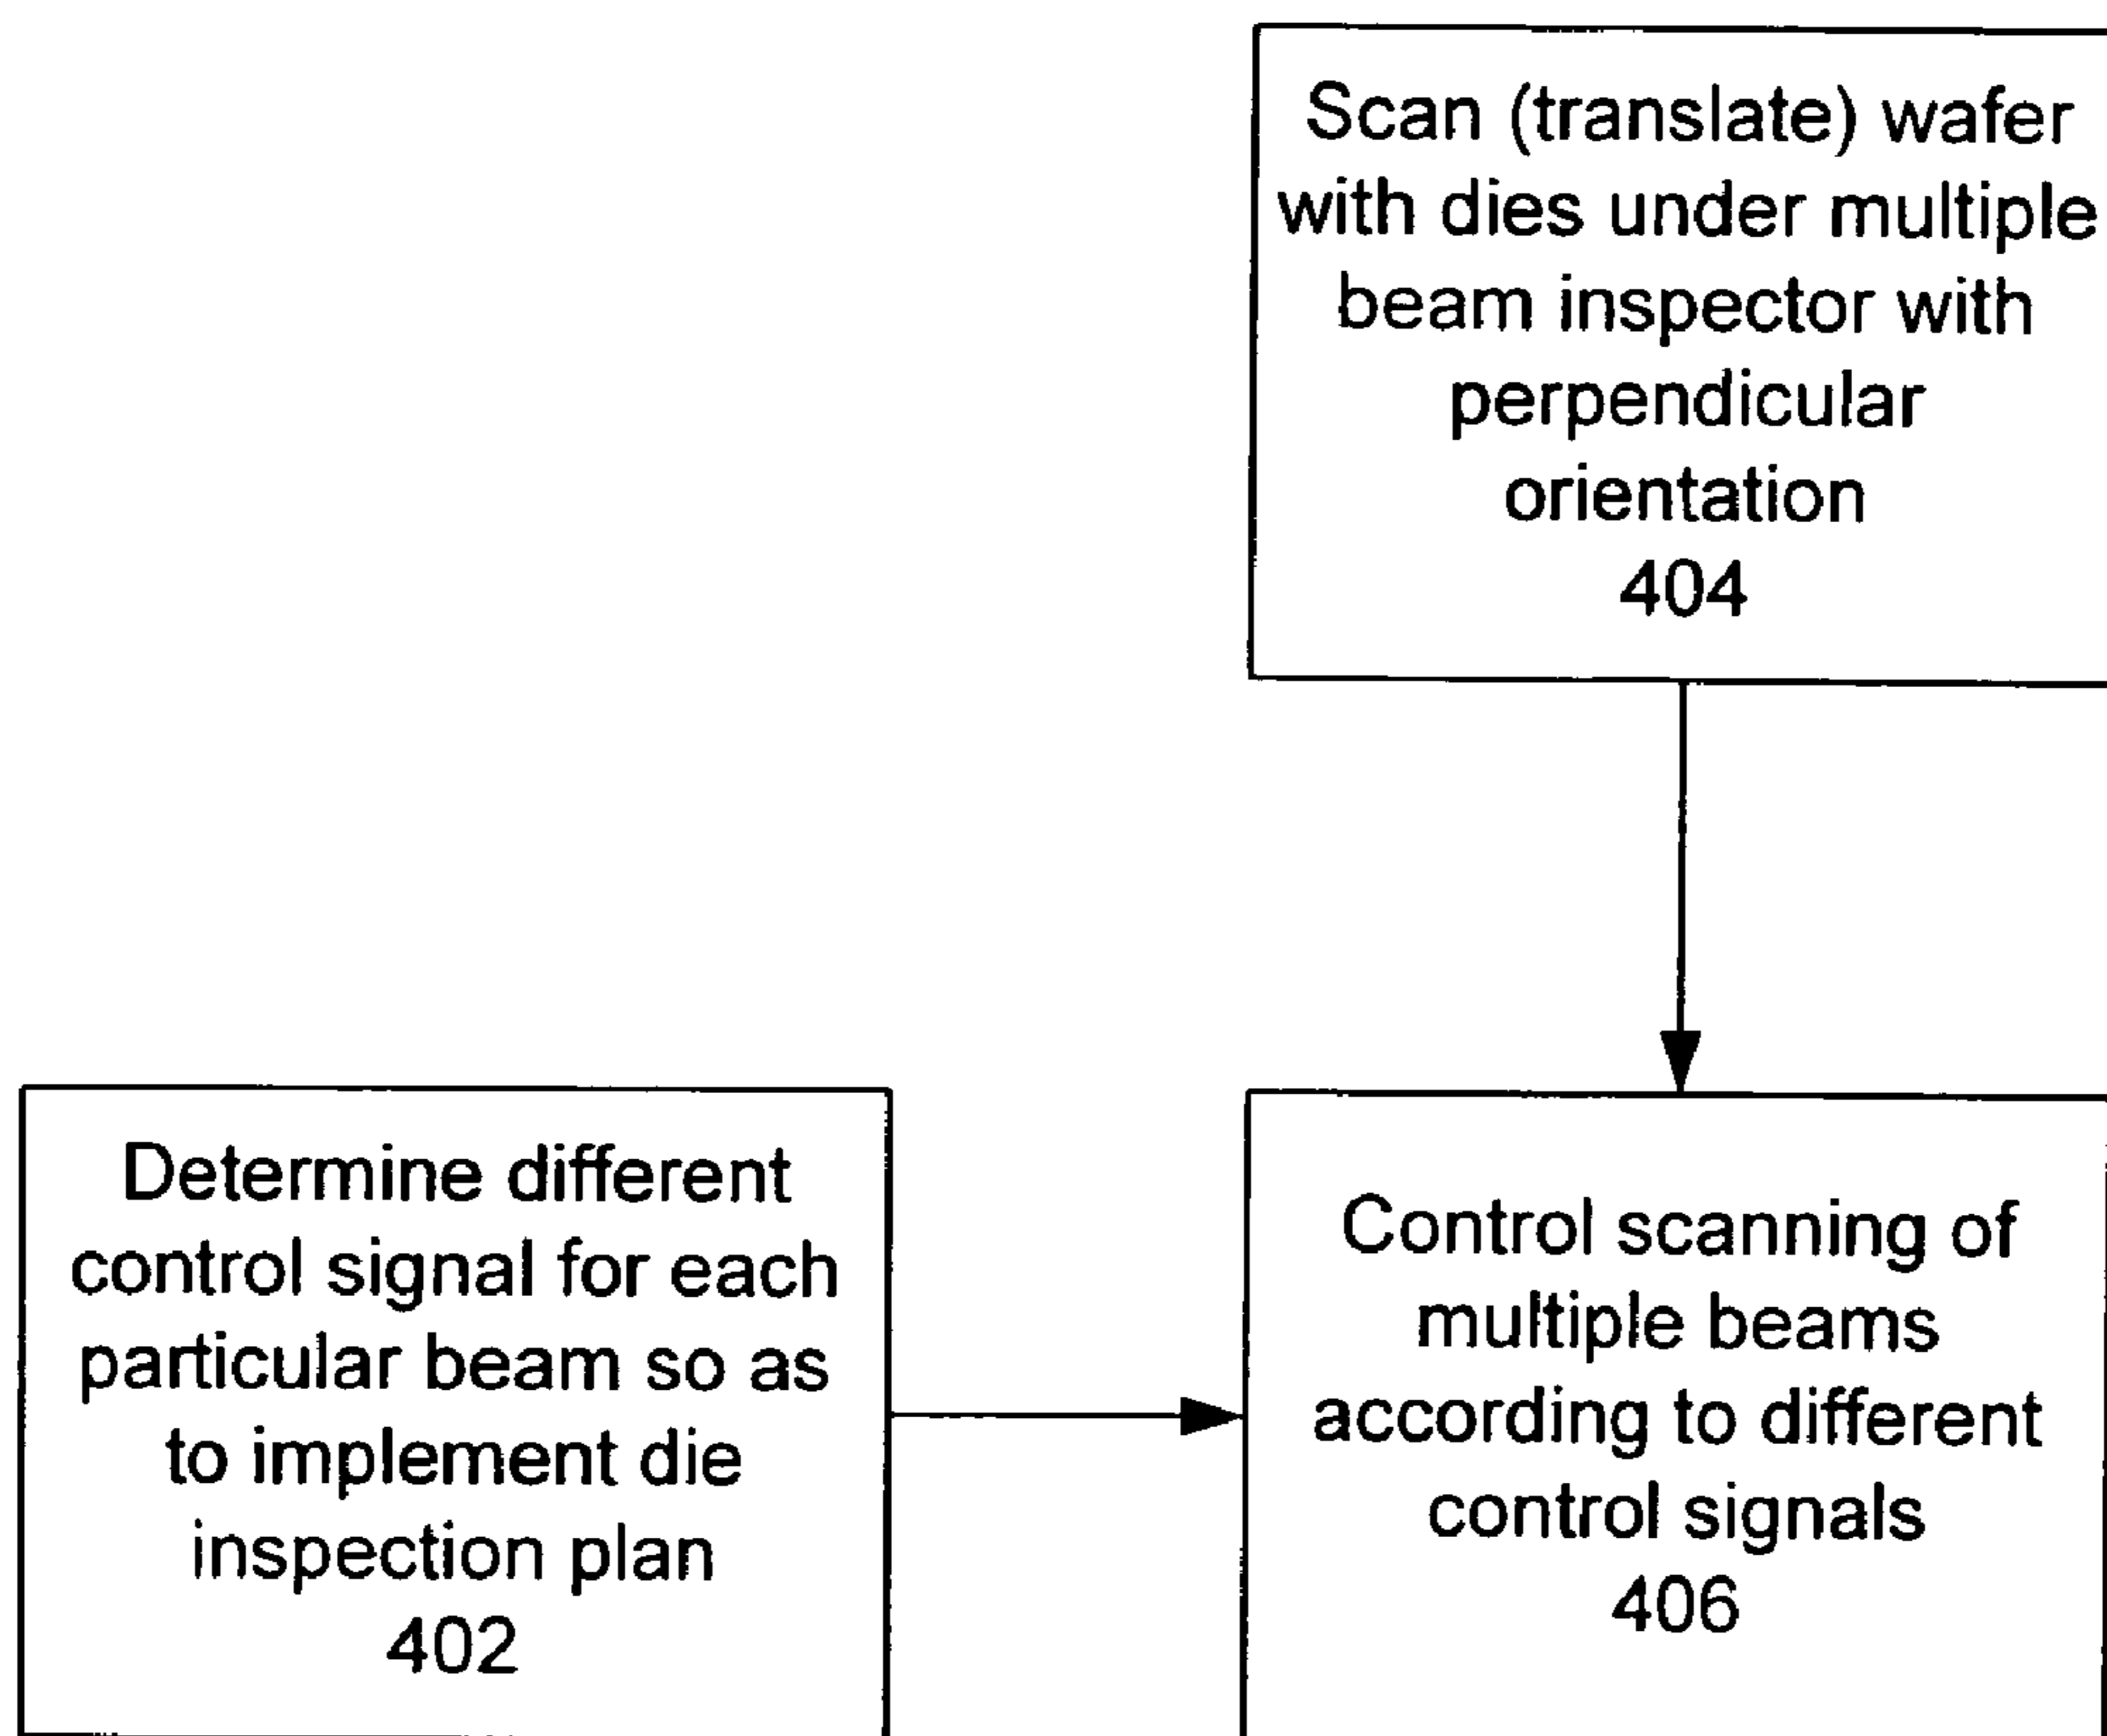 Scan (translate) wafer
with dies under multiple
beam inspector with
perpendicular
orientation
404
Determine different
control signal for each
particular beam so as
to implement die
inspection plan
402
Control scanning of
multiple beams
according to different
control signals
406